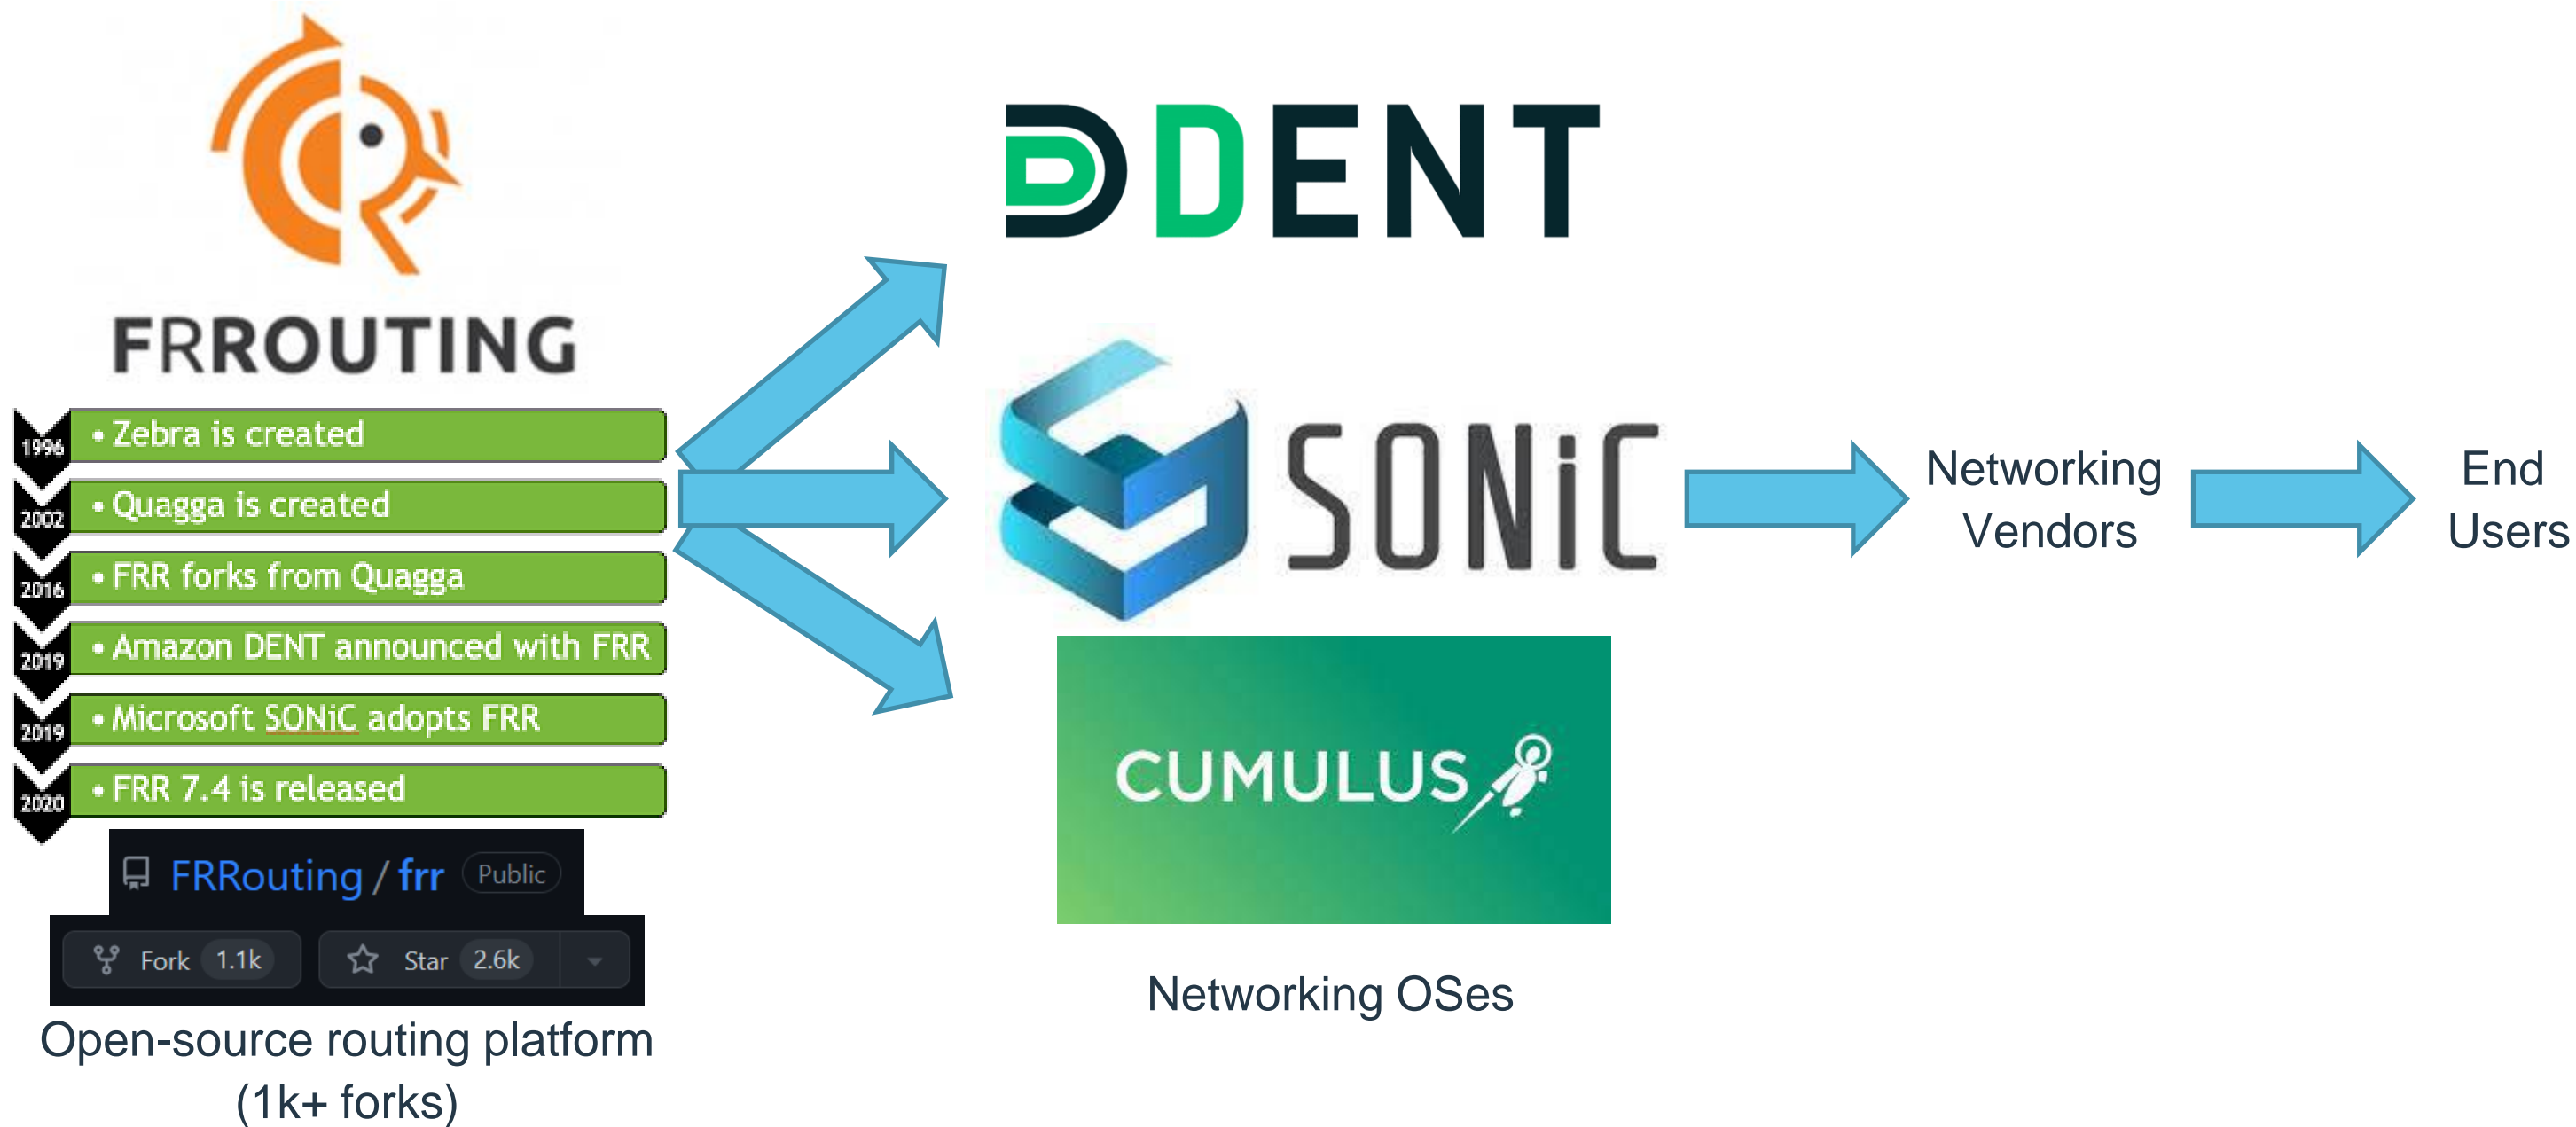 FRROUTING
1996
• Zebra is created
2002
• Quagga is created
2016
• FRR forks from Quagga
2019
• Amazon DENT announced with FRR
2019
• Microsoft SONiC adopts FRR
2020
• FRR 7.4 is released
FRRouting / frr Public
Fork 1.1k Star 2.6k
Open-source routing platform
(1k+ forks)
DENT
SONiC
CUMULUS
Networking OSes
Networking
Vendors
End
Users